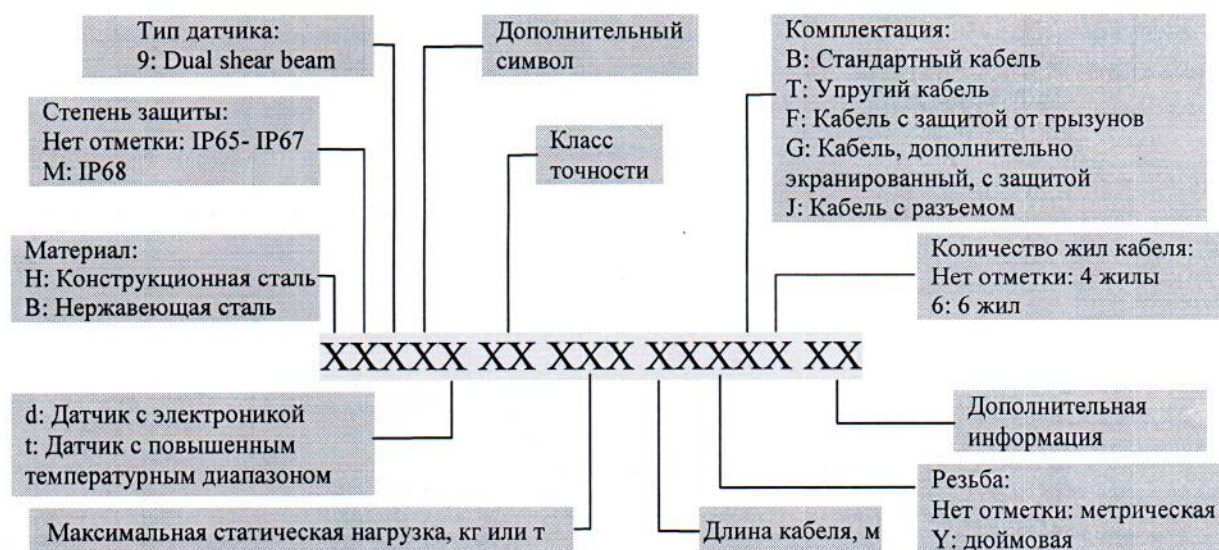 Тип датчика:
9: Dual shear beam
Дополнительный
символ
Комплектация:
B: Стандартный кабель
T: Упругий кабель
F: Кабель с защитой от грызунов
G: Кабель, дополнительно
экранированный, с защитой
J: Кабель с разъемом
Степень защиты:
Нет отметки: IP65- IP67
M: IP68
Класс
точности
Материал:
H: Конструкционная сталь
B: Нержавеющая сталь
Количество жил кабеля:
Нет отметки: 4 жилы
6: 6 жил
XXXXX XX XXX XXXXX XX
d: Датчик с электроникой
t: Датчик с повышенным
температурным диапазоном
Дополнительная
информация
Максимальная статическая нагрузка, кг или т
Длина кабеля, м
Резьба:
Нет отметки: метрическая
Y: дюймовая